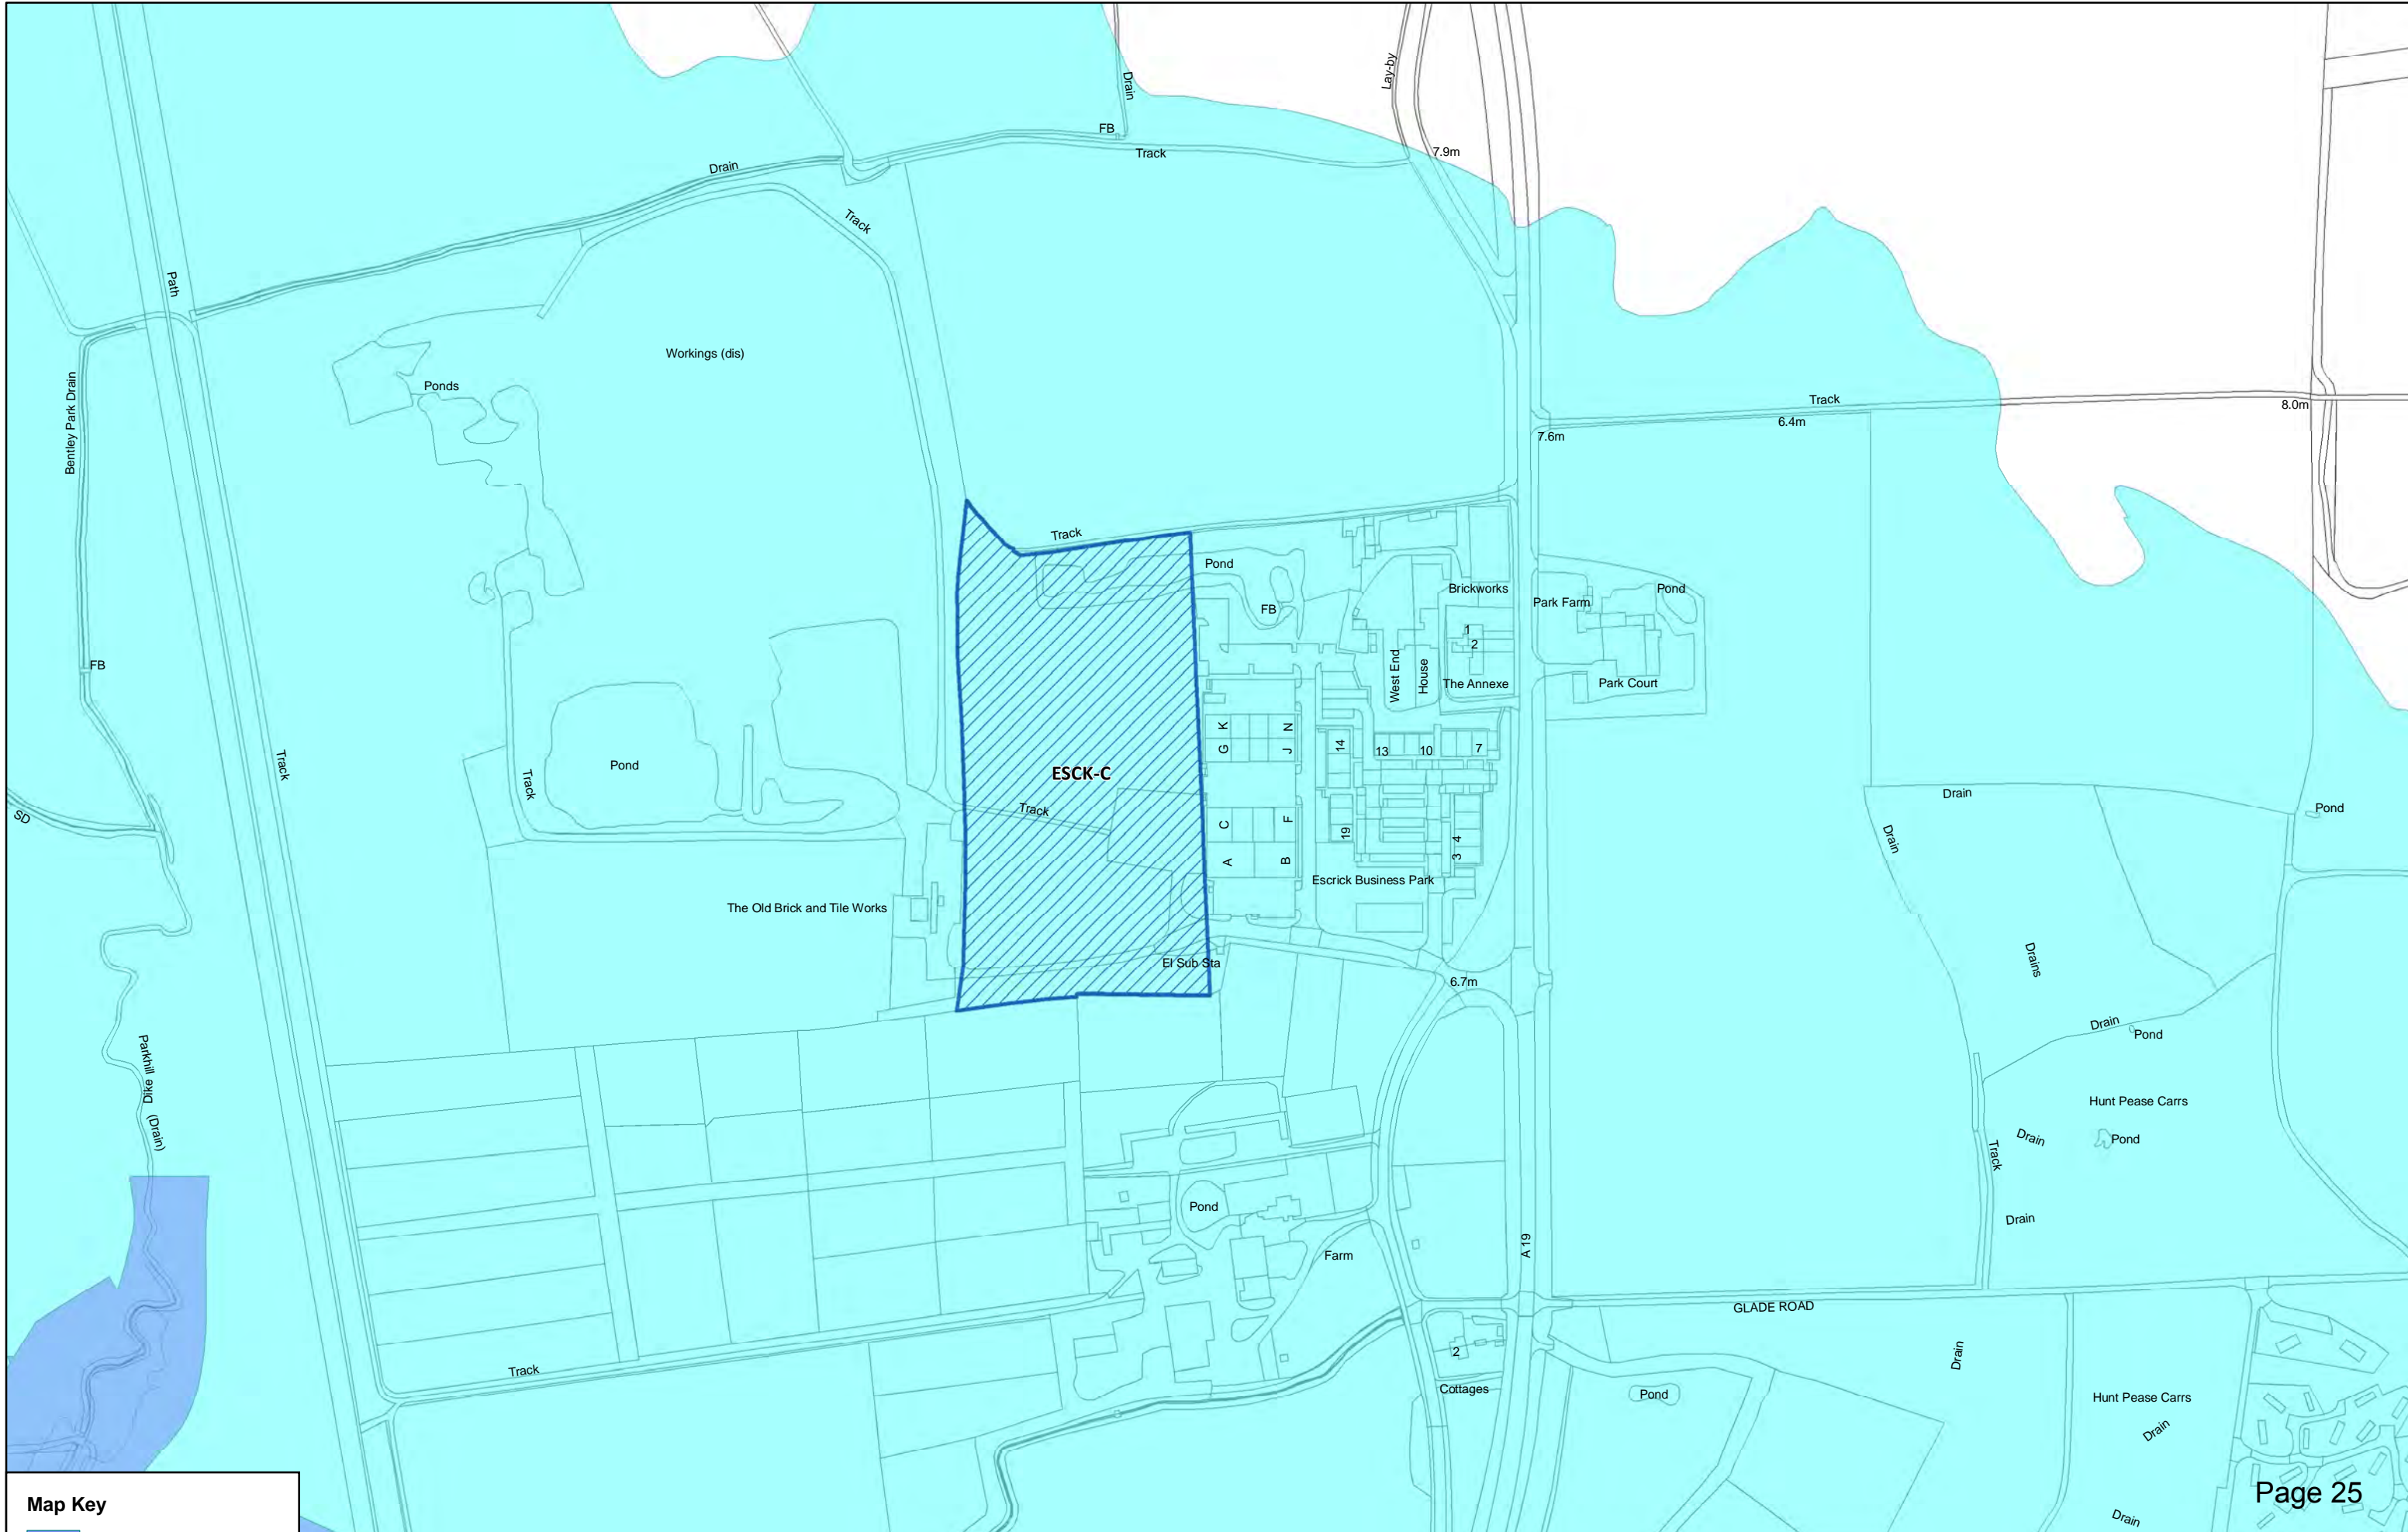 Lay-by
Drain
FB
Track
7.9m
Drain
Track
Path
Workings (dis)
Ponds
Bentley Park Drain
Track
8.0m
6.4m
7.6m
Track
Pond
Brickworks
Park Farm
Pond
FB
1
2
West End
House
The Annexe
Park Court
FB
K
N
G
J
14
13
10
7
Track
Pond
Track
ESCK-C
Track
Drain
Pond
SD
C
F
19
4
3
A
B
Drain
Escrick Business Park
The Old Brick and Tile Works
El Sub Sta
6.7m
Drains
Drain
Pond
Parkhill Dike (Drain)
Hunt Pease Carrs
Drain
Pond
Track
Pond
Drain
Farm
A 19
GLADE ROAD
Track
2
Drain
Cottages
Pond
Hunt Pease Carrs
Drain
Map Key
Page 25
Drain